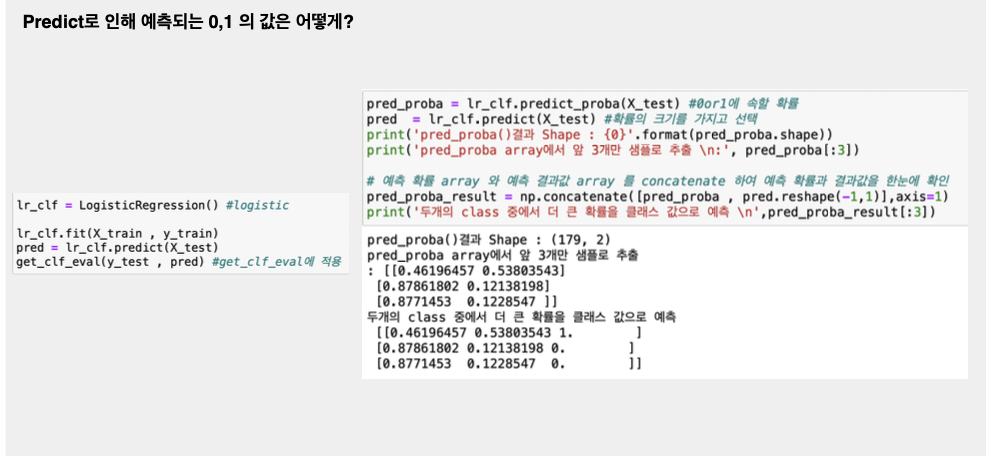 Predict로 인해 예측되는 0,1 의 값은 어떻게?
lr_clf = LogisticRegression() #logistic
lr_clf.fit(X_train , y_train)
pred = lr_clf.predict(X_test)
get_clf_eval(y_test , pred) #get_clf_eval에 적용
pred_proba = lr_clf.predict_proba(X_test) #0or1에 속할 확률
pred  = lr_clf.predict(X_test) #확률의 크기를 가지고 선택
print('pred_proba()결과 Shape : {0}'.format(pred_proba.shape))
print('pred_proba array에서 앞 3개만 샘플로 추출 \n:', pred_proba[:3])
# 예측 확률 array 와 예측 결과값 array 를 concatenate 하여 예측 확률과 결과값을 한눈에 확인
pred_proba_result = np.concatenate([pred_proba , pred.reshape(-1,1)],axis=1)
print('두개의 class 중에서 더 큰 확률을 클래스 값으로 예측 \n',pred_proba_result[:3])
pred_proba()결과 Shape : (179, 2)
pred_proba array에서 앞 3개만 샘플로 추출
: [[0.46196457 0.53803543]
[0.87861802 0.12138198]
[0.8771453  0.1228547 ]]
두개의 class 중에서 더 큰 확률을 클래스 값으로 예측
[[0.46196457 0.53803543 1.        ]
[0.87861802 0.12138198 0.        ]
[0.8771453  0.1228547  0.        ]]